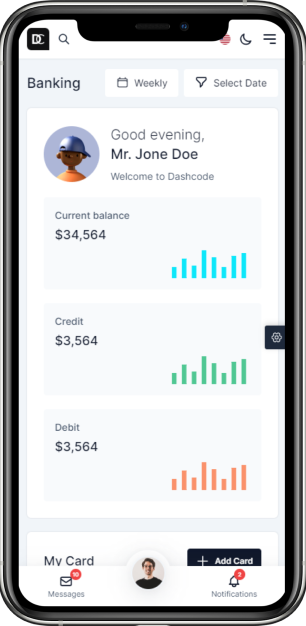 DC
Banking
Weekly
Select Date
Good evening,
Mr. Jone Doe
Welcome to Dashcode
Current balance
$34,564
Credit
$3,564
Debit
$3,564
My Card
Add Card
10
2
Messages
Notifications